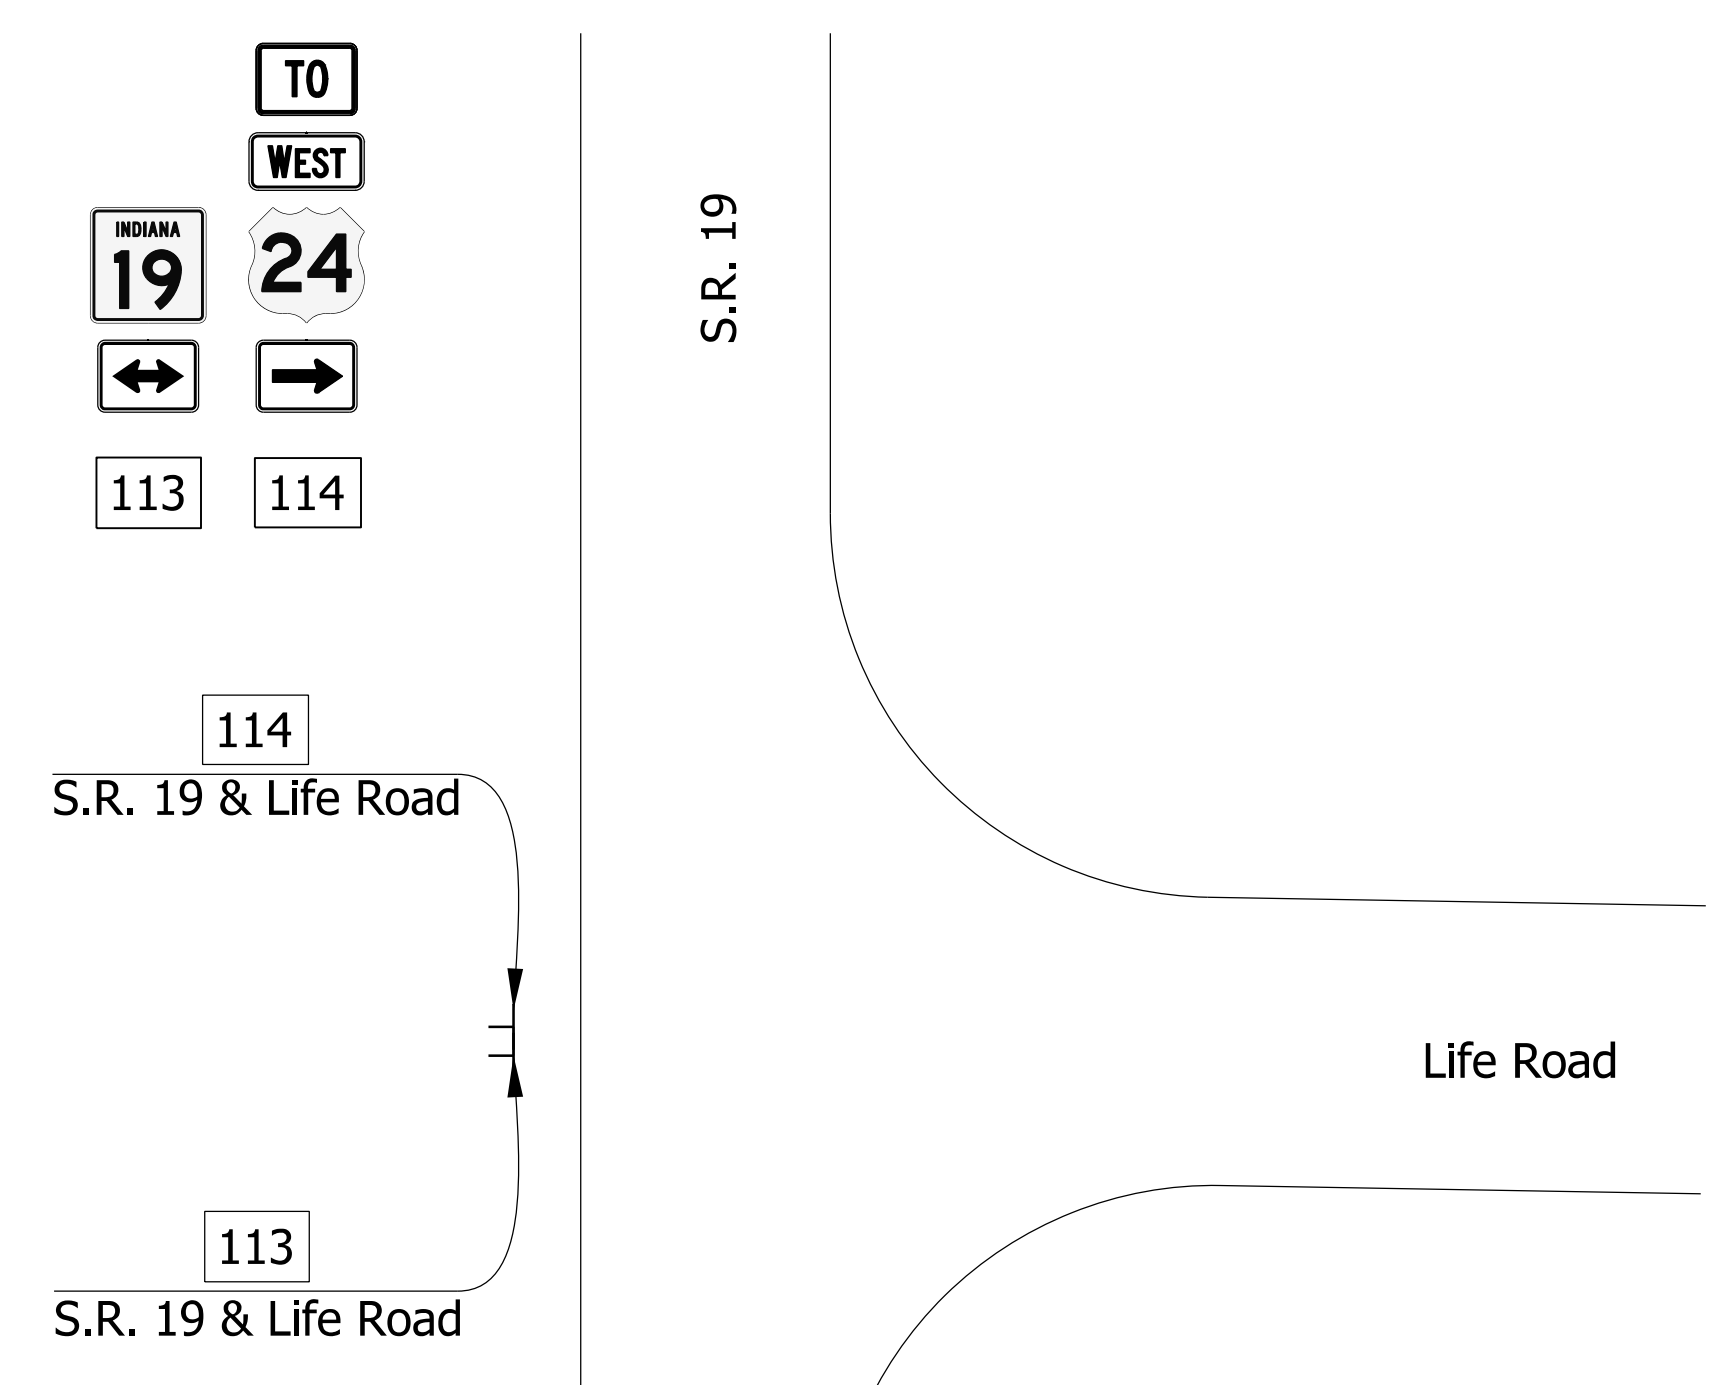 TO
WEST
INDIANA
19
24
113
114
S.R. 19
114
S.R. 19 & Life Road
Life Road
113
S.R. 19 & Life Road